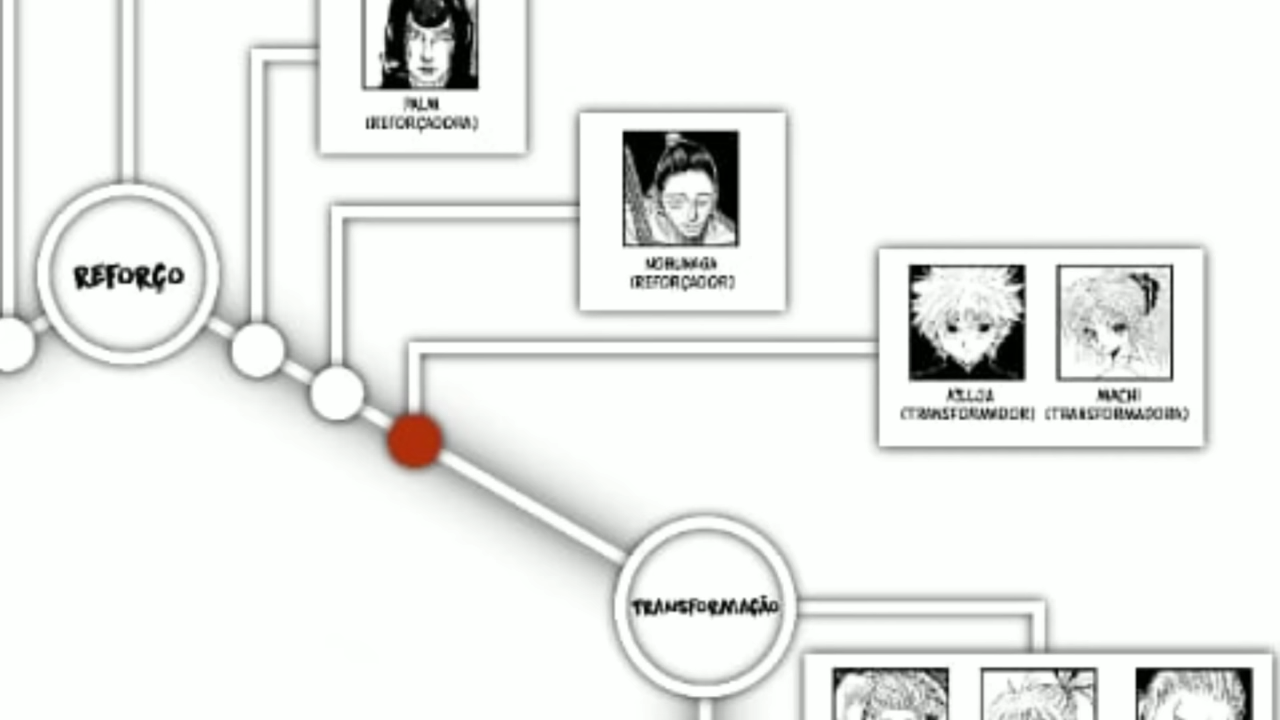 PALM
(REFORÇADORA)
NOBUNAGA
(REFORÇADOR)
REFORÇO
KILLUA
(TRANSFORMADOR)
MACHI
(TRANSFORMADORA)
TRANSFORMAÇÃO